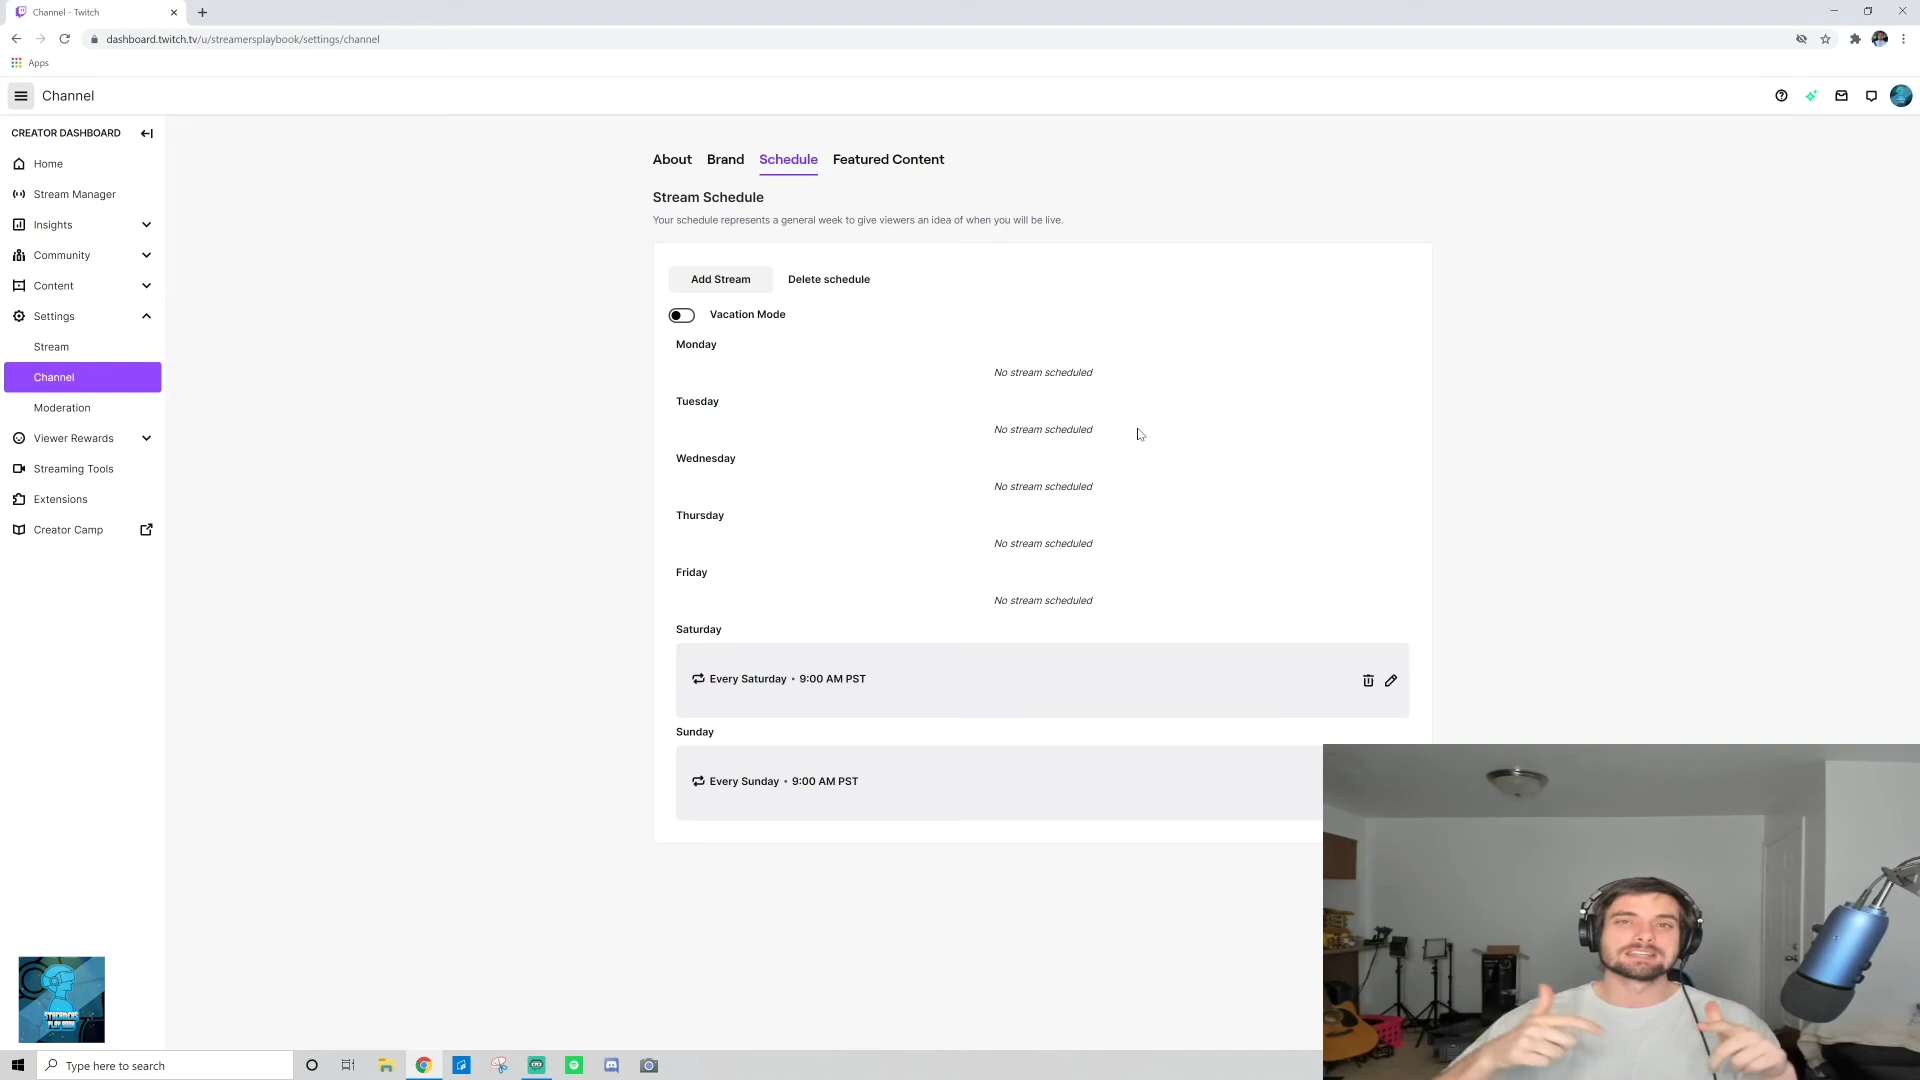 Channel - Twitch
dashboard.twitch.tv/u/streamersplaybook/settings/channel
Apps
Channel
CREATOR DASHBOARD
Home
Stream Manager
Insights
Community
Content
Settings
Stream
Channel
Moderation
Viewer Rewards
Streaming Tools
Extensions
Creator Camp
About Brand Schedule Featured Content
Stream Schedule
Your schedule represents a general week to give viewers an idea of when you will be live.
Add Stream Delete schedule
Vacation Mode
Monday
No stream scheduled
Tuesday
No stream scheduled
Wednesday
No stream scheduled
Thursday
No stream scheduled
Friday
No stream scheduled
Saturday
Every Saturday • 9:00 AM PST
Sunday
Every Sunday • 9:00 AM PST
STREAMERS
PLAYBOOK
Type here to search